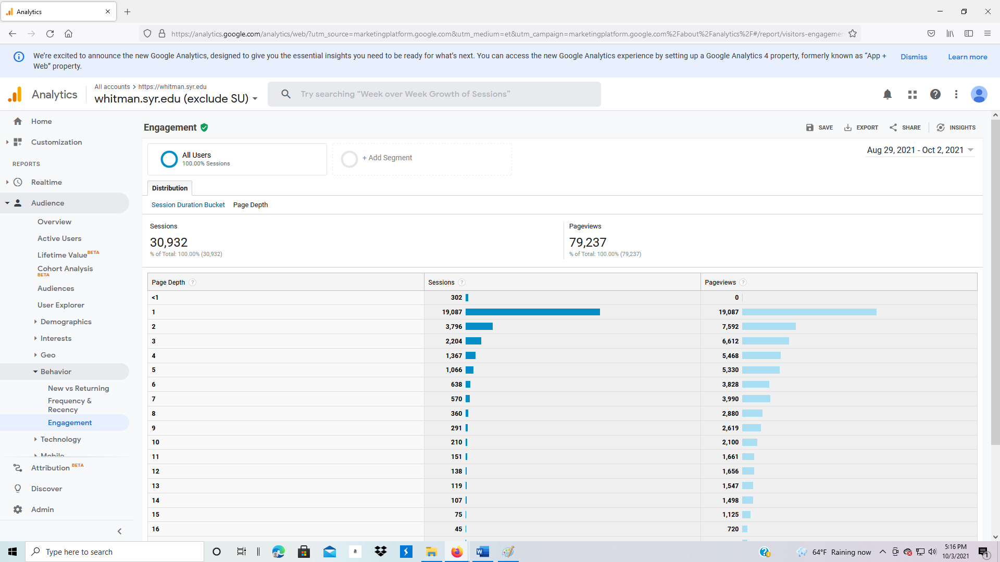 Analytics
https://analytics.google.com/analytics/web/?utm_source=marketingplatform.google.com&utm_medium=et&utm_campaign=marketingplatform.google.com%2Fabout%2Fanalytics%2F#/report/visitors-engagemen
We're excited to announce the new Google Analytics, designed to give you the essential insights you need to be ready for what's next. You can access the new Google Analytics experience by setting up a Google Analytics 4 property, formerly known as “App +
Web” property.
Dismiss
Learn more
Analytics
All accounts > https://whitman.syr.edu
whitman.syr.edu (exclude SU)
Try searching “Week over Week Growth of Sessions”
Home
Customization
REPORTS
Realtime
Audience
Overview
Active Users
Lifetime Value BETA
Cohort Analysis
BETA
Audiences
User Explorer
Demographics
Interests
Geo
Behavior
New vs Returning
Frequency &
Recency
Engagement
Technology
Mobile
Attribution BETA
Discover
Admin
Engagement
SAVE
EXPORT
SHARE
INSIGHTS
All Users
100.00% Sessions
+ Add Segment
Aug 29, 2021 - Oct 2, 2021
Distribution
Session Duration Bucket Page Depth
Sessions
30,932
% of Total: 100.00% (30,932)
Pageviews
79,237
% of Total: 100.00% (79,237)
Page Depth ? Sessions ? Pageviews ?
<1 302 0
1 19,087 19,087
2 3,796 7,592
3 2,204 6,612
4 1,367 5,468
5 1,066 5,330
6 638 3,828
7 570 3,990
8 360 2,880
9 291 2,619
10 210 2,100
11 151 1,661
12 138 1,656
13 119 1,547
14 107 1,498
15 75 1,125
16 45 720
Type here to search
a
64°F Raining now
5:16 PM
10/3/2021
1